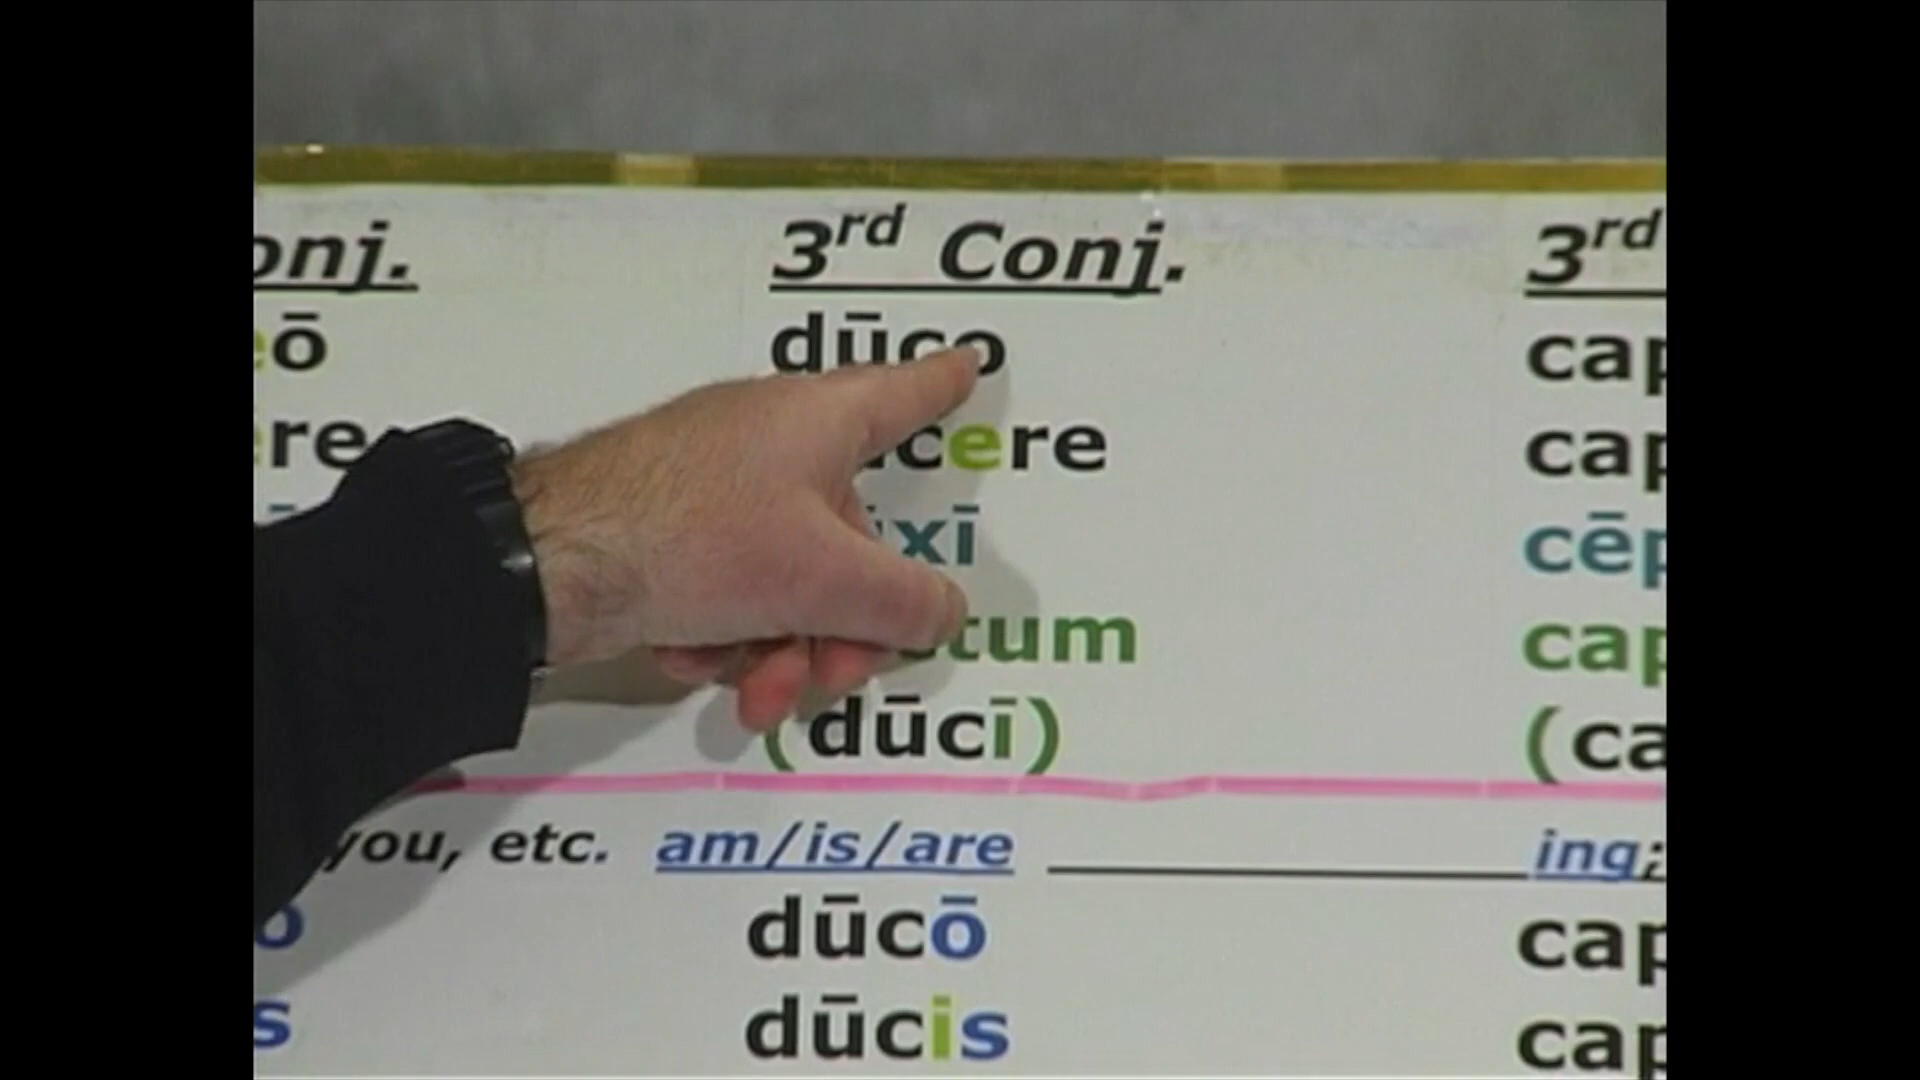 onj. 3rd Conj. 3rd
eō dūco cap
ere cere cap
xī cēp
tum cap
(dūcī) (ca
you, etc. am/is/are ing;
ō dūcō cap
s dūcis cap